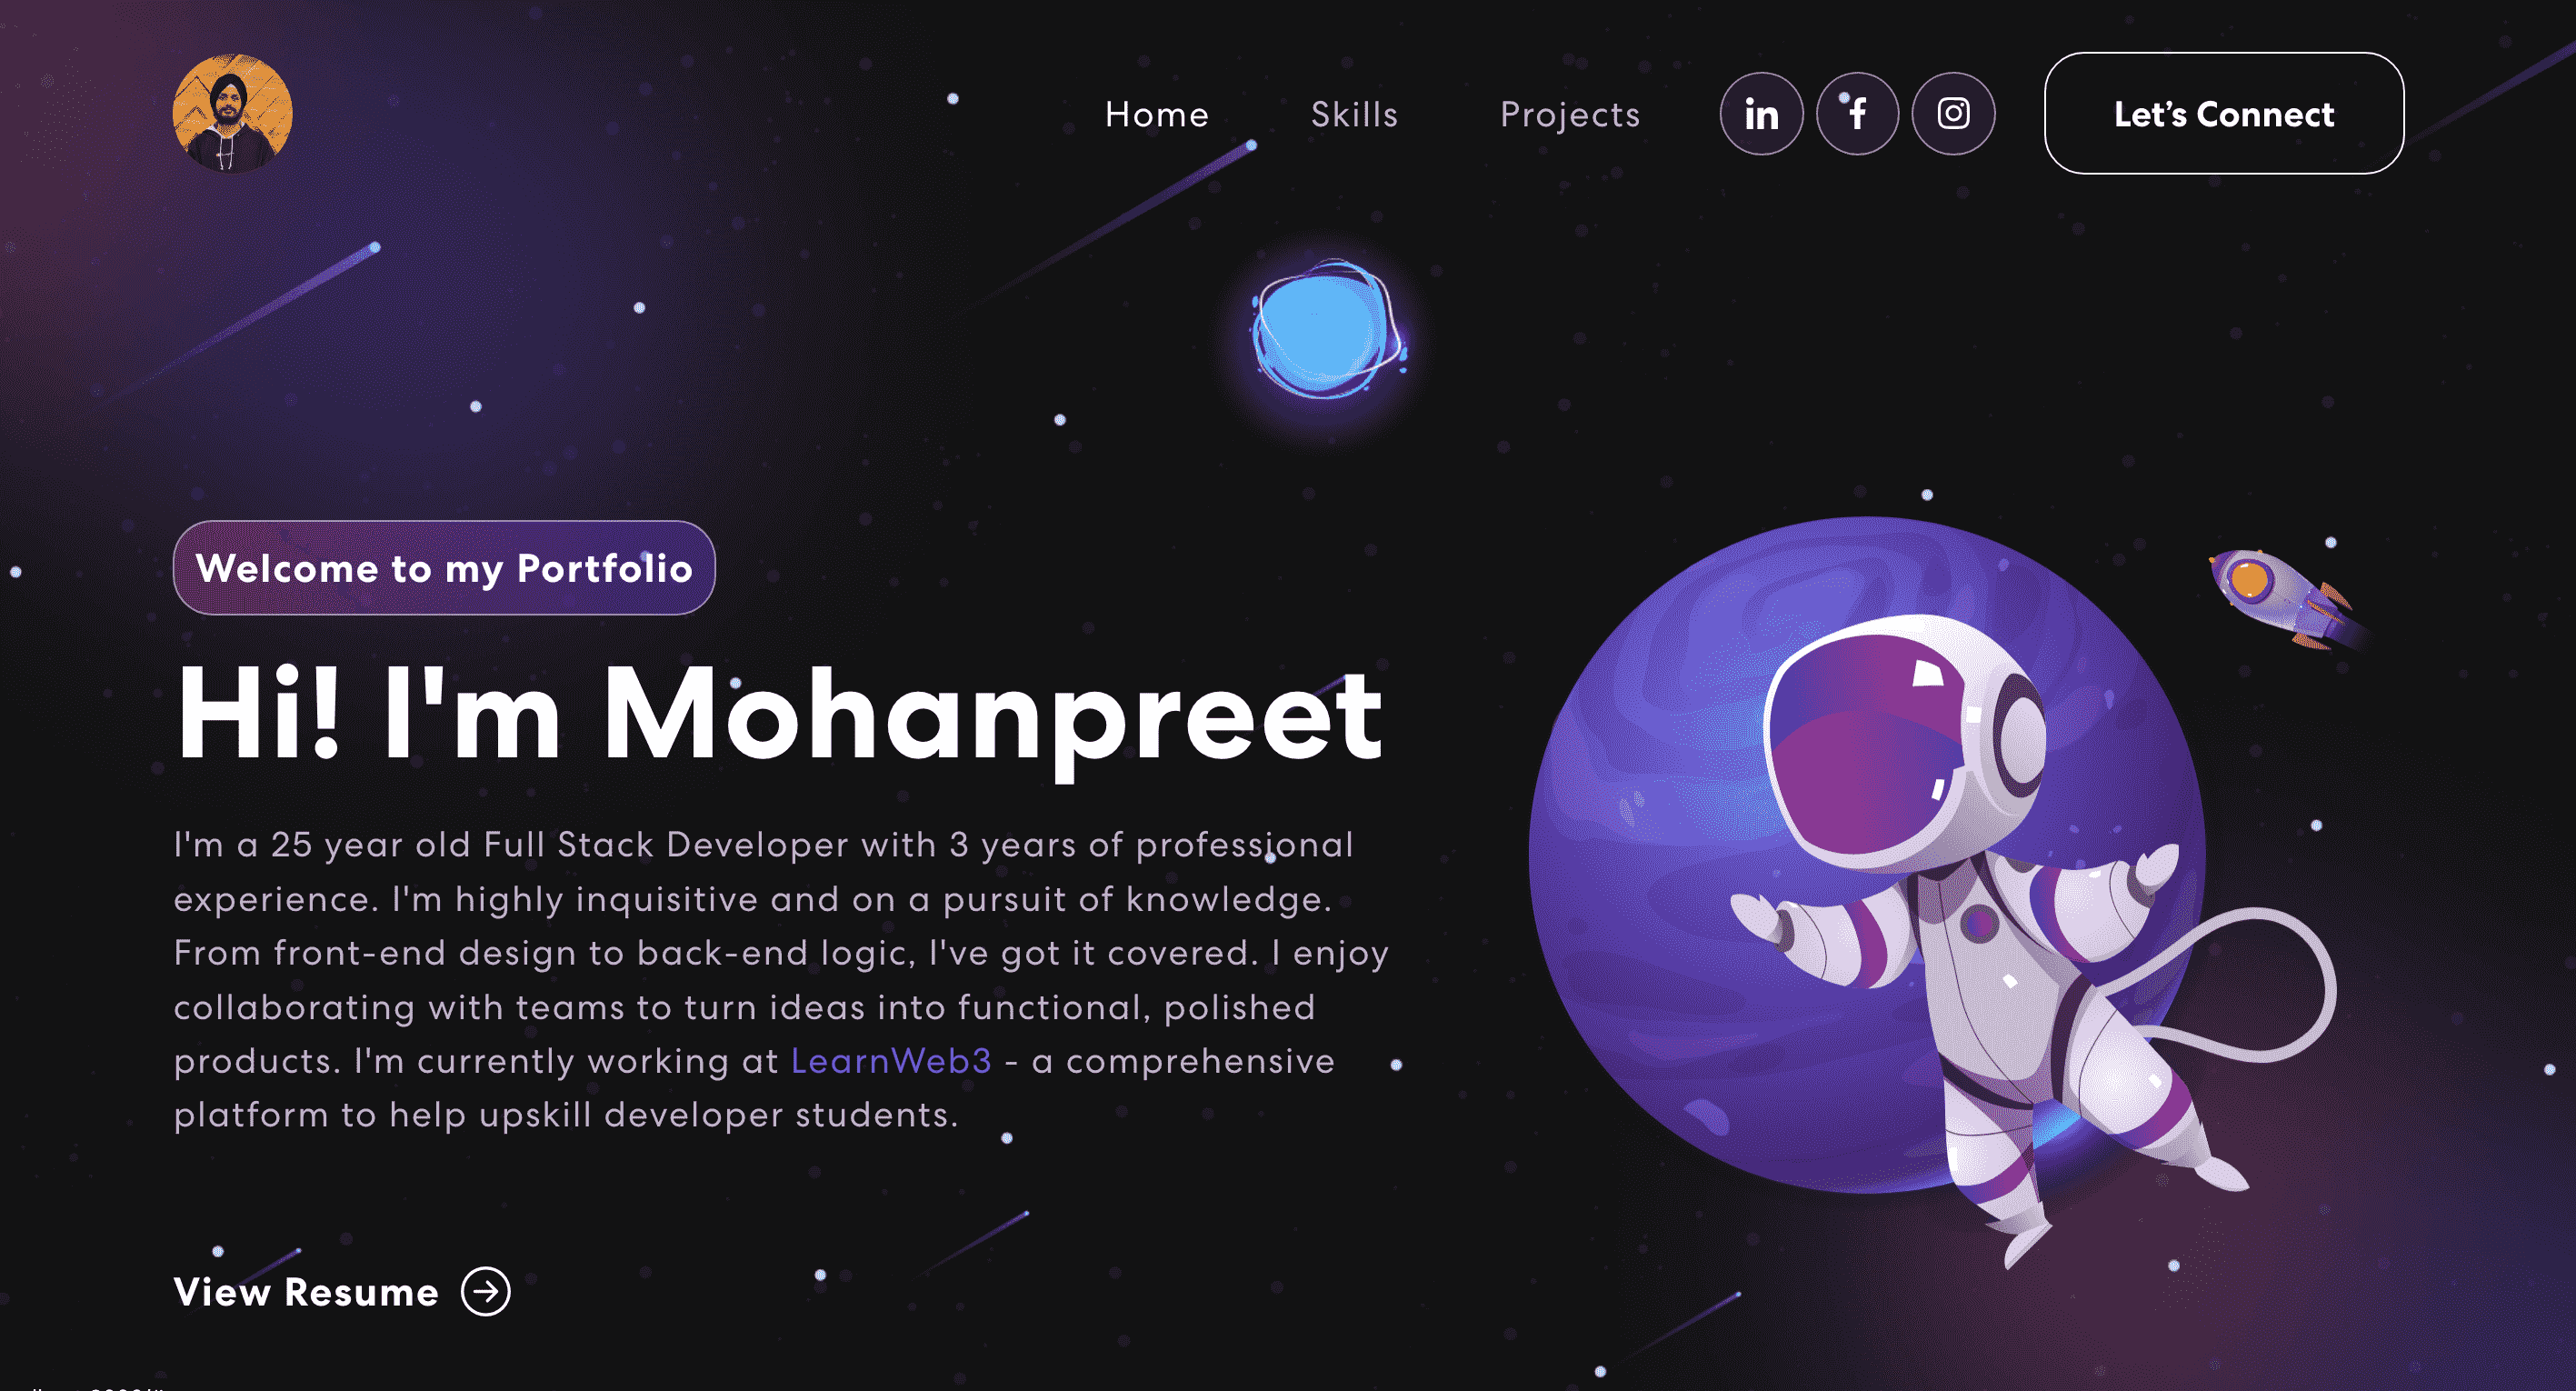 Home
Skills
Projects
in
f
Let’s Connect
Welcome to my Portfolio
Hi! I'm Mohanpreet
I'm a 25 year old Full Stack Developer with 3 years of professional
experience. I'm highly inquisitive and on a pursuit of knowledge.
From front-end design to back-end logic, I've got it covered. I enjoy
collaborating with teams to turn ideas into functional, polished
products. I'm currently working at LearnWeb3 - a comprehensive
platform to help upskill developer students.
View Resume